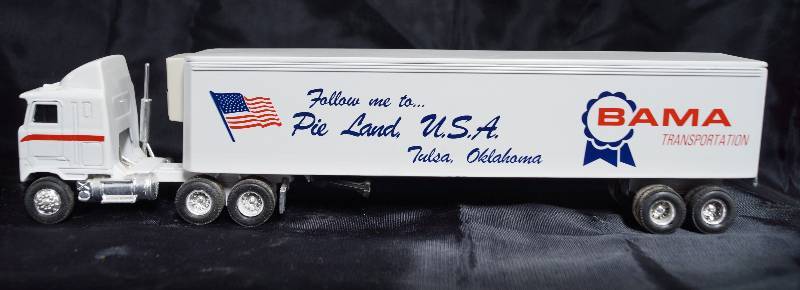 Follow me to...
Pie Land, U.S.A.
Tulsa, Oklahoma
BAMA
TRANSPORTATION